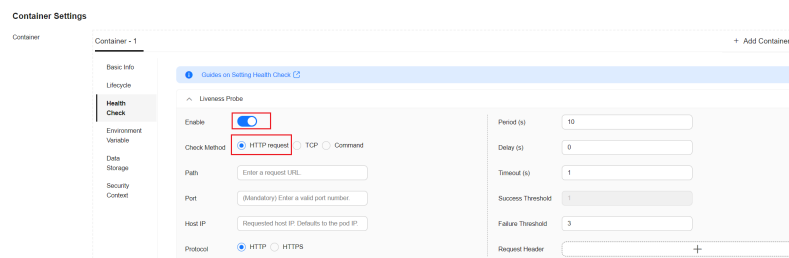 Container Settings
Container
Container - 1
+ Add Container
Basic Info
Lifecycle
Health
Check
Environment
Variable
Data
Storage
Security
Context
Guides on Setting Health Check
Liveness Probe
Enable
Check Method
HTTP request
TCP
Command
Path
Enter a request URL.
Port
(Mandatory) Enter a valid port number.
Host IP
Requested host IP. Defaults to the pod IP.
Protocol
HTTP
HTTPS
Period (s)
10
Delay (s)
0
Timeout (s)
1
Success Threshold
1
Failure Threshold
3
Request Header
+